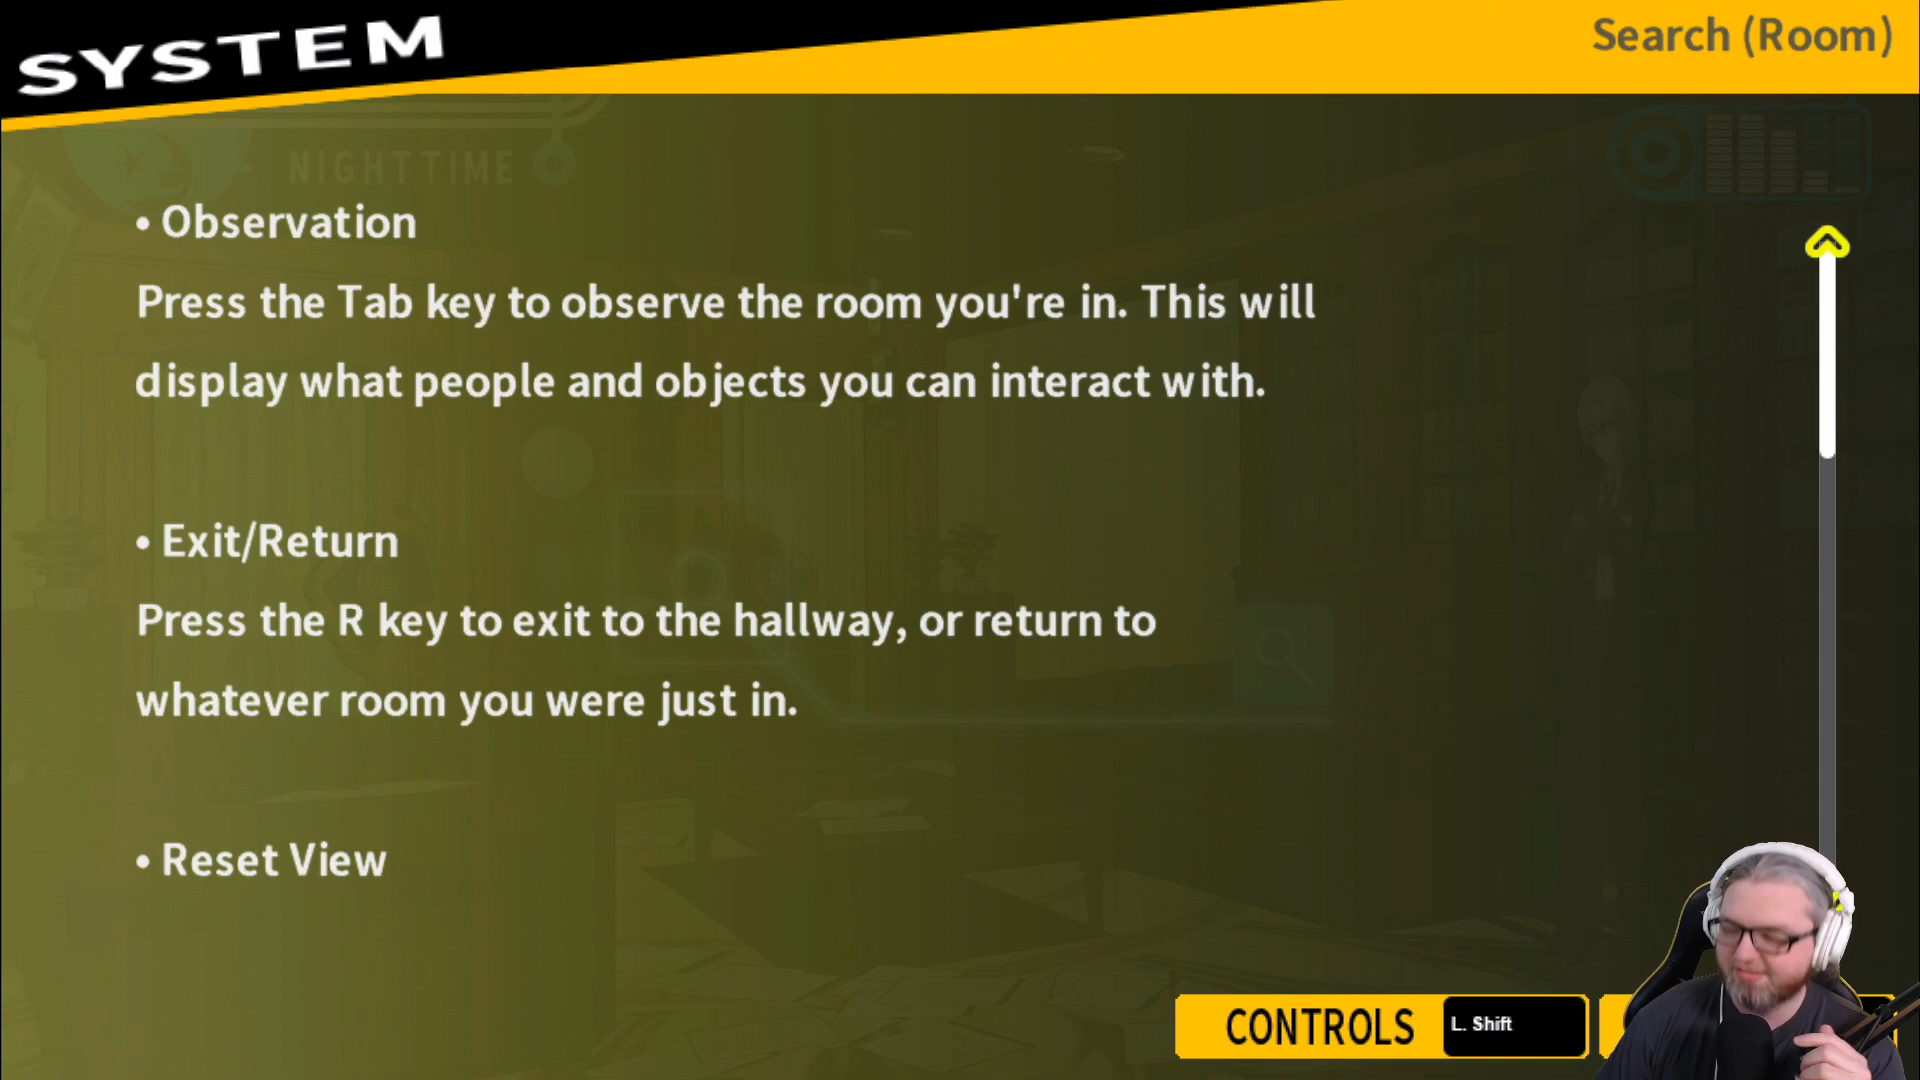 SYSTEM
Search (Room)
NIGHTTIME
• Observation
Press the Tab key to observe the room you're in. This will
display what people and objects you can interact with.
• Exit/Return
Press the R key to exit to the hallway, or return to
whatever room you were just in.
• Reset View
CONTROLS
L. Shift